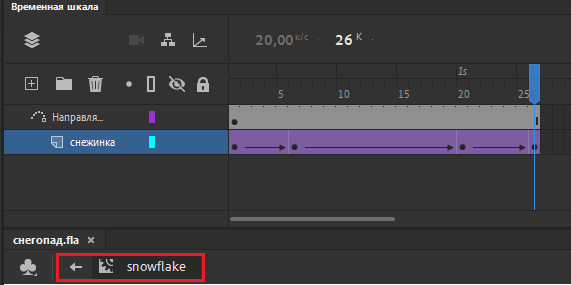 Временная шкала
20,00 к/с 26 К
1s
5 10 15 20 25
Направля...
снежинка
снегопад.fla ×
snowflake